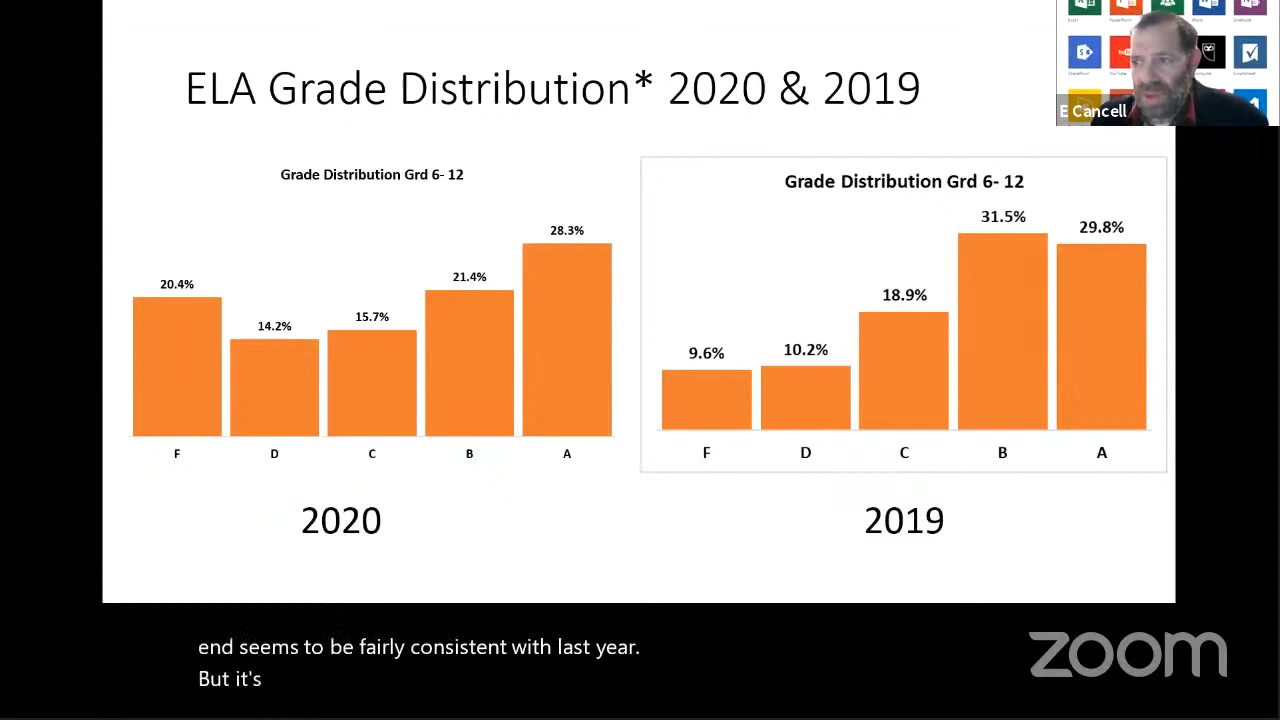 ELA Grade Distribution* 2020 & 2019
E Cancell
Grade Distribution Grd 6- 12
28.3%
21.4%
20.4%
15.7%
14.2%
F D C B A
2020
Grade Distribution Grd 6- 12
31.5%
29.8%
18.9%
10.2%
9.6%
F D C B A
2019
end seems to be fairly consistent with last year.
But it's
zoom